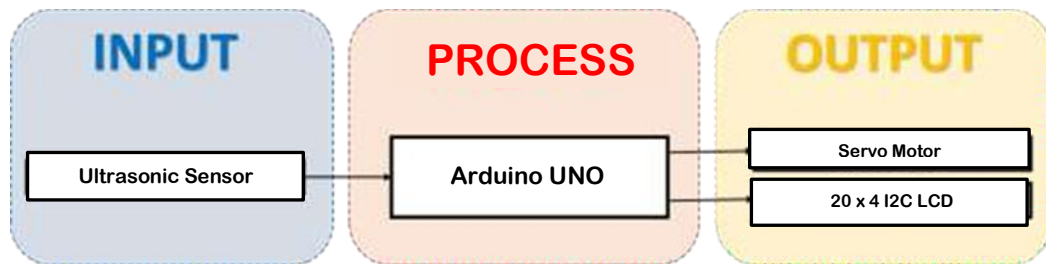 INPUT
PROCESS
OUTPUT
Ultrasonic Sensor
Arduino UNO
Servo Motor
20 x 4 I2C LCD